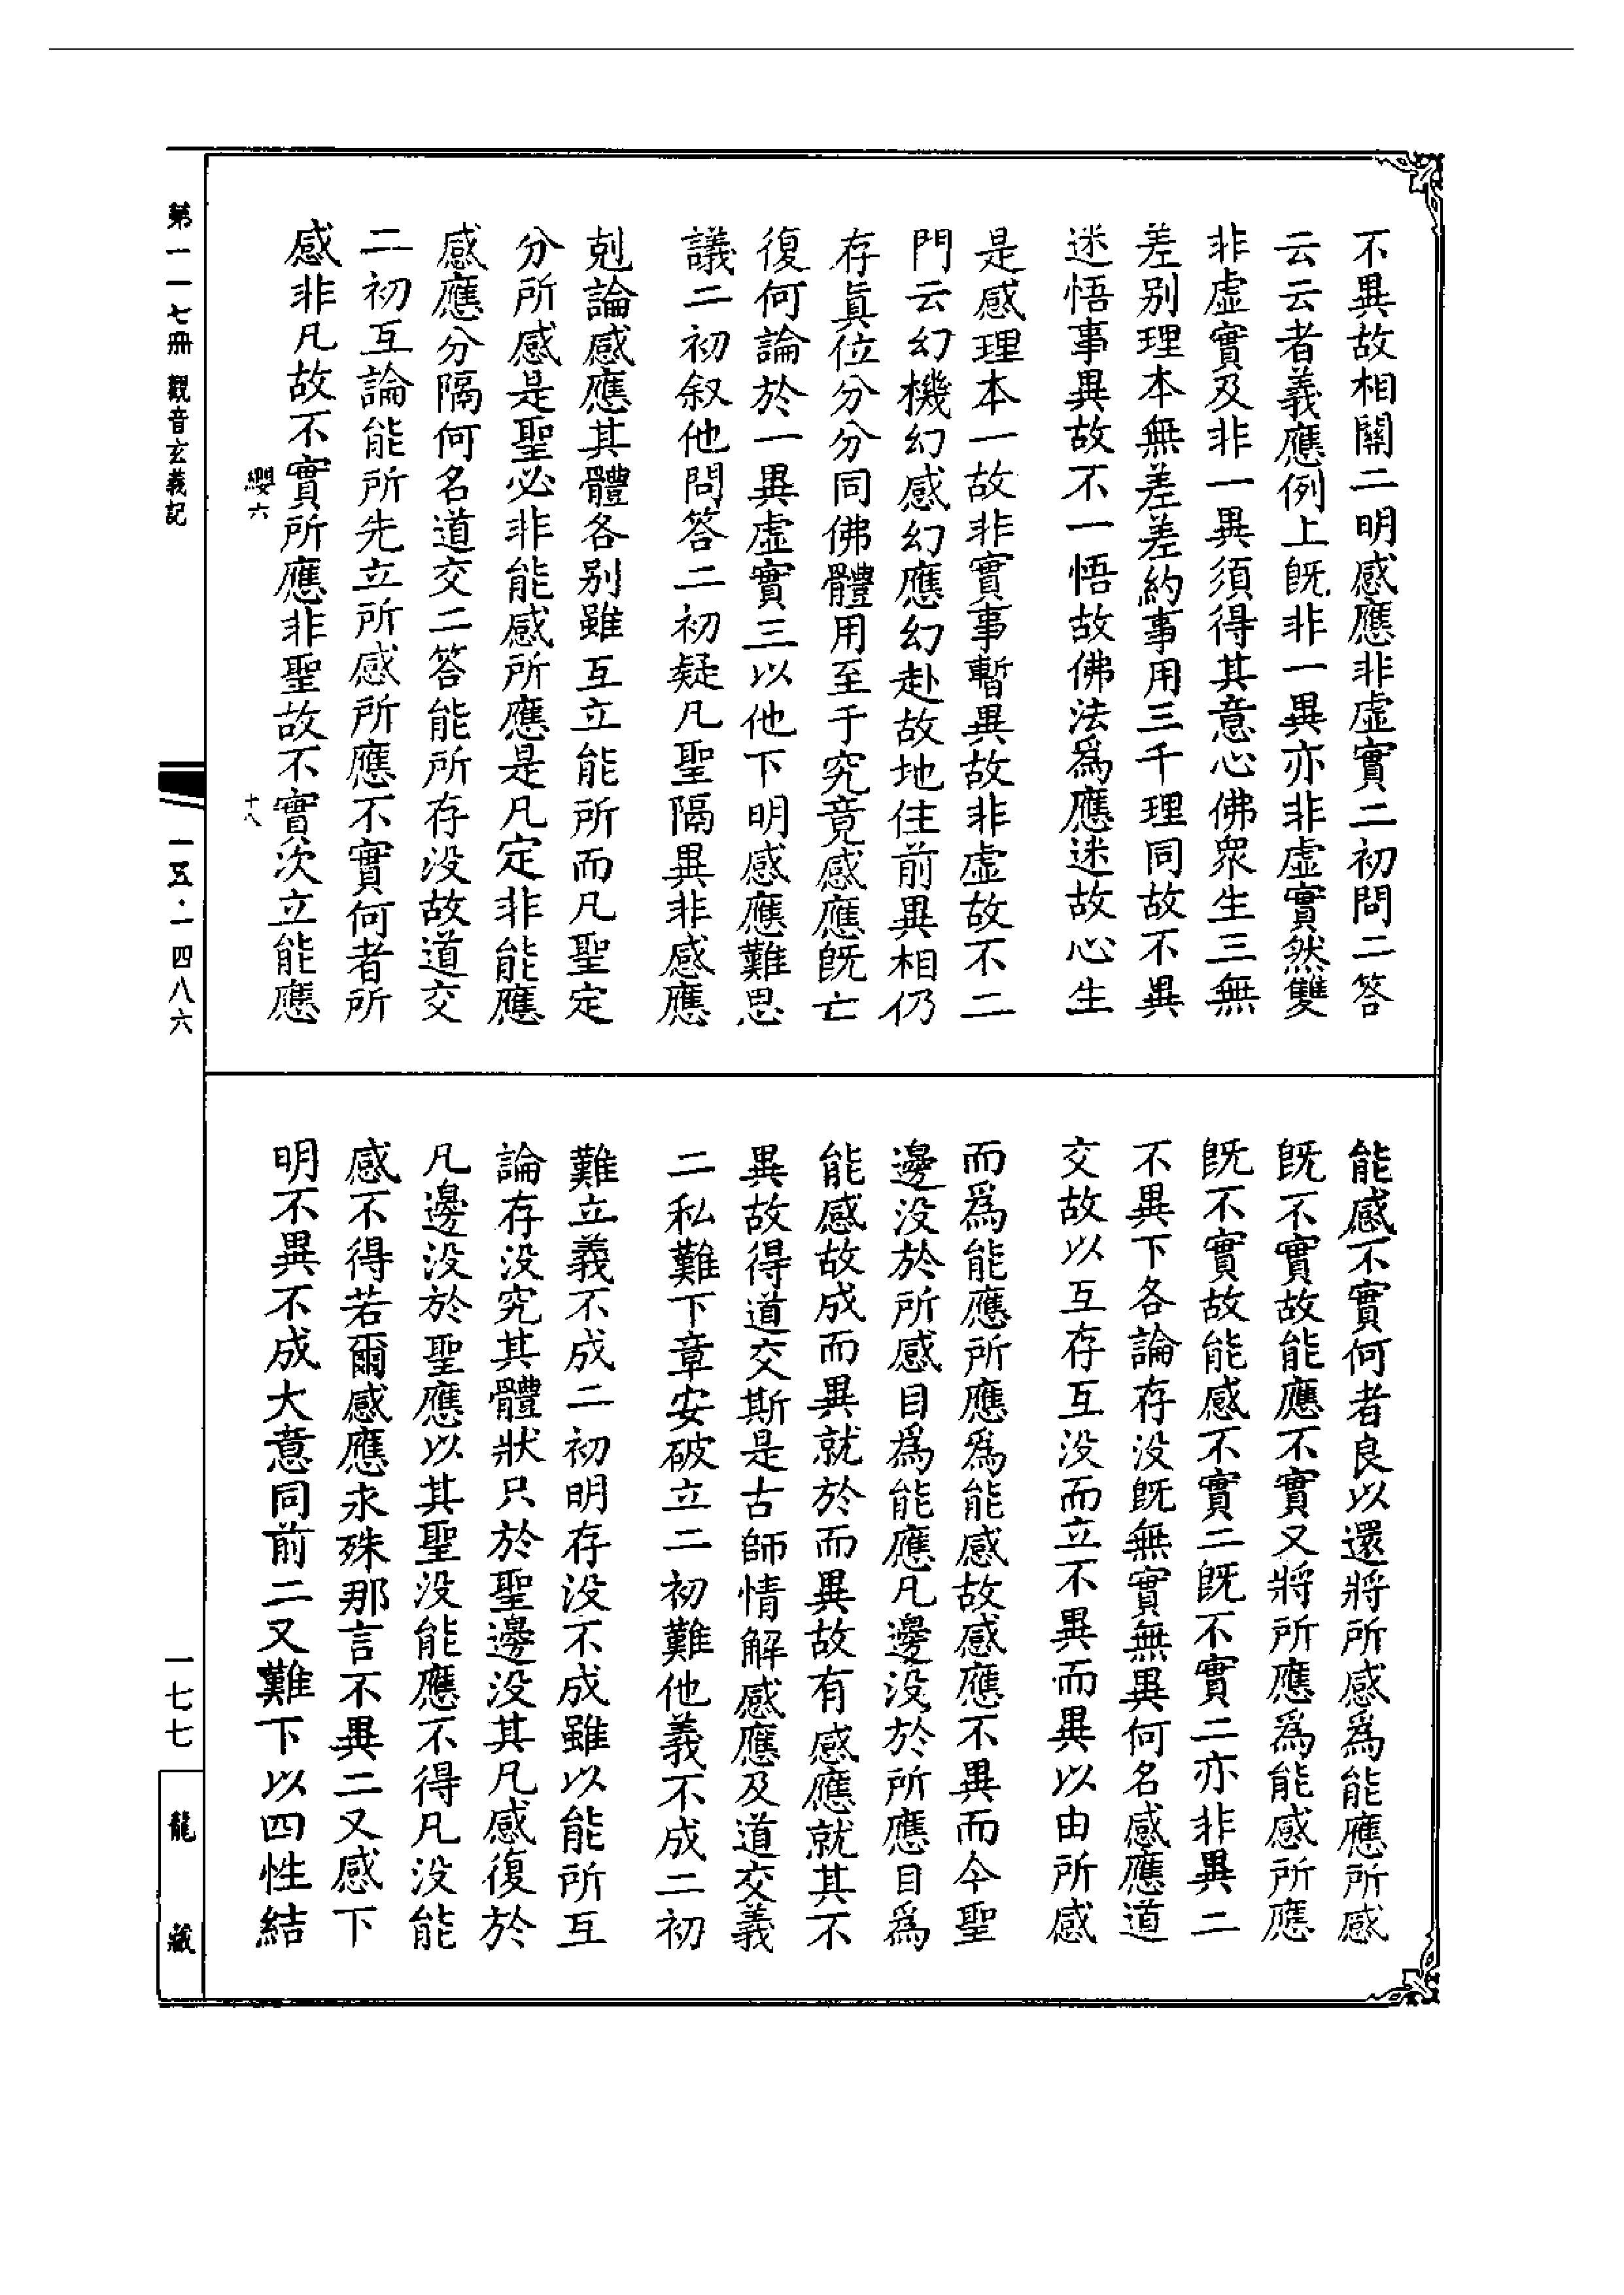 不異故相關二明感應非虛實二初問二答
云云者義應例上旣非一異亦非虛實然雙
非虛實及非一異須得其意心佛衆生三無
差別理本無差差約事用三千理同故不異
迷悟事異故不一悟故佛法爲應迷故心生
是感理本一故非實事暫異故非虛故不二
門云幻機幻感幻應幻赴故地住前異相仍
存眞位分分同佛體用至于究竟感應旣亡
復何論於一異虛實三以他下明感應難思
議二初叙他問答二初疑凡聖隔異非感應
剋論感應其體各別雖互立能所而凡聖定
分所感是聖必非能感所應是凡定非能應
感應分隔何名道交二答能所存没故道交
二初互論能所先立所感所應不實何者所
感非凡故不實所應非聖故不實次立能應
纓六
十八
能感不實何者良以還將所感爲能應所感
旣不實故能應不實又將所應爲能感所應
旣不實故能感不實二旣不實二亦非異二
不異下各論存没旣無實無異何名感應道
交故以互存互没而立不異而異以由所感
而爲能應所應爲能感故感應不異而今聖
邊没於所感目爲能應凡邊没於所應目爲
能感故成而異就於而異故有感應就其不
異故得道交斯是古師情解感應及道交義
二私難下章安破立二初難他義不成二初
難立義不成二初明存没不成雖以能所互
論存没究其體狀只於聖邊没其凡感復於
凡邊没於聖應以其聖没能應不得凡没能
感不得若爾感應永殊那言不異二又感下
明不異不成大意同前二又難下以四性結
第一一七冊 觀音玄義記
一五·一四八六
一七七
龍藏